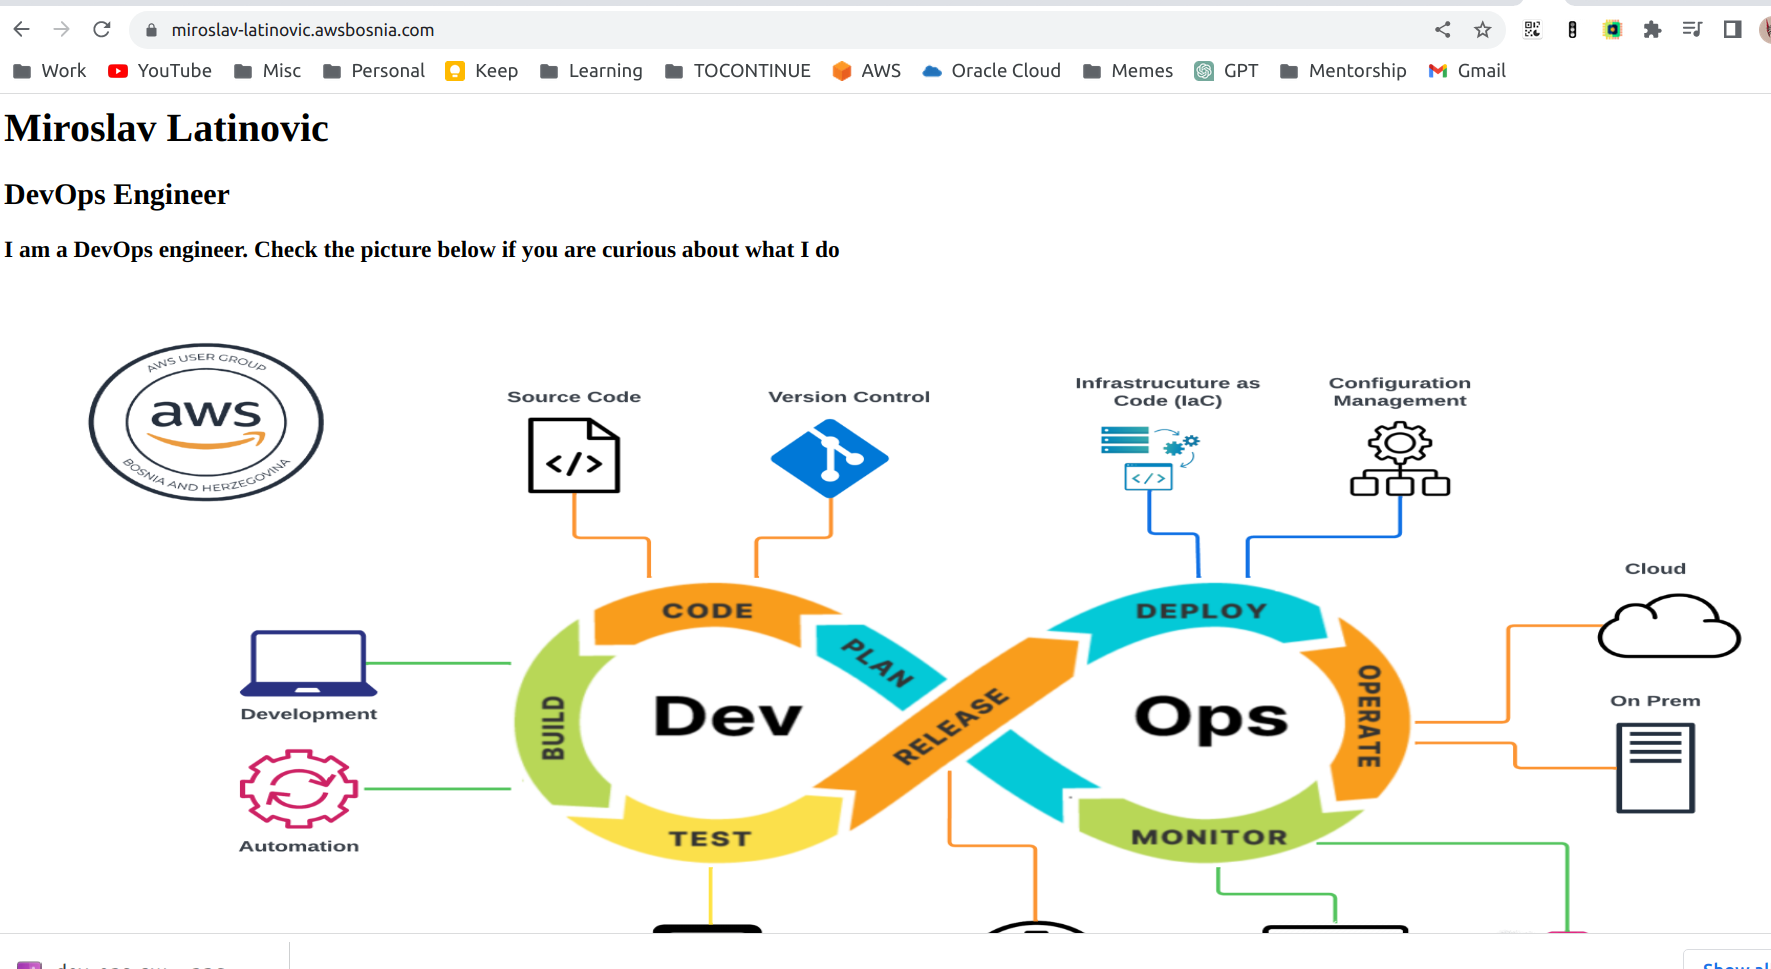 miroslav-latinovic.awsbosnia.com
Work YouTube Misc Personal Keep Learning TOCONTINUE AWS Oracle Cloud Memes GPT Mentorship Gmail
Miroslav Latinovic
DevOps Engineer
I am a DevOps engineer. Check the picture below if you are curious about what I do
AWS USER GROUP
aws
BOSNIA AND HERZEGOVINA
Source Code
</>
Version Control
Infrastrucuture as
Code (IaC)
</>
Configuration
Management
Cloud
On Prem
Development
Automation
CODE
PLAN
BUILD
Dev
TEST
RELEASE
DEPLOY
Ops
OPERATE
MONITOR